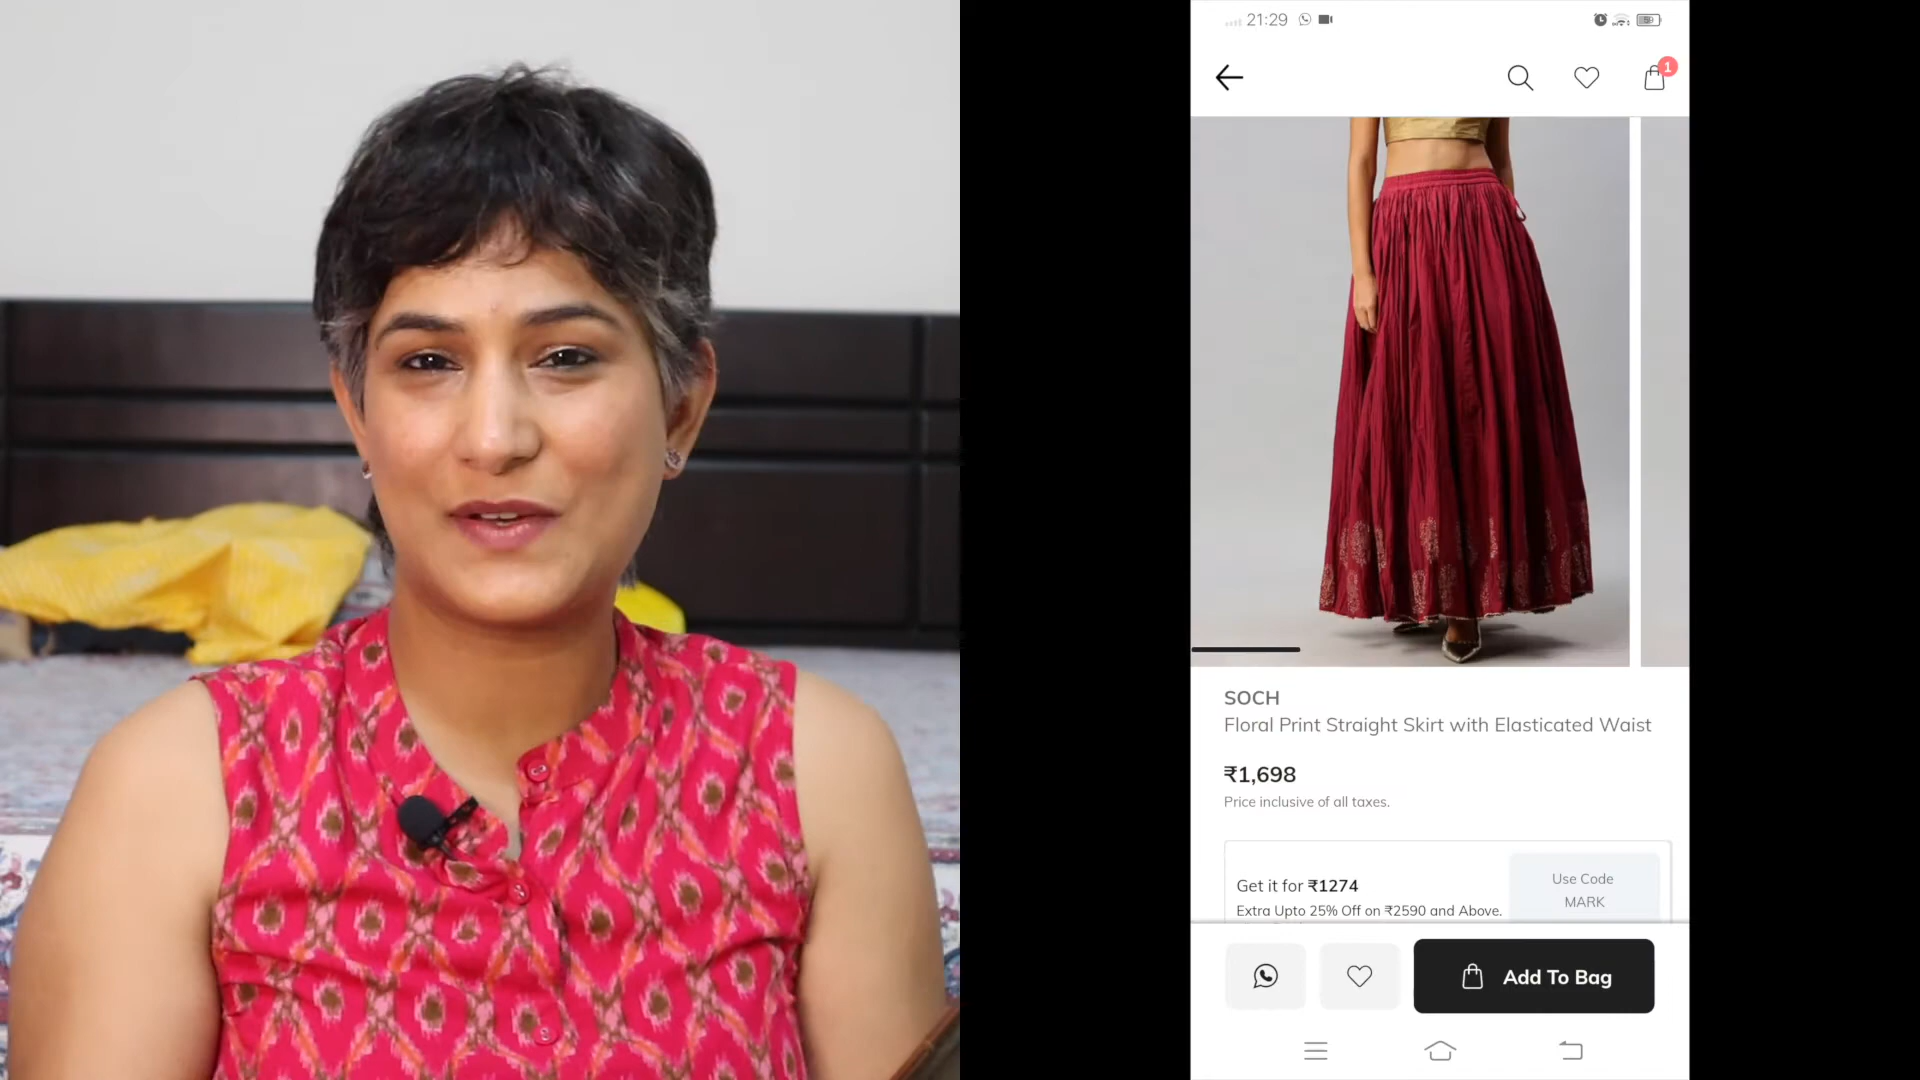 21:29
1
SOCH
Floral Print Straight Skirt with Elasticated Waist
₹1,698
Price inclusive of all taxes.
Get it for ₹1274
Extra Upto 25% Off on ₹2590 and Above.
Use Code
MARK
Add To Bag